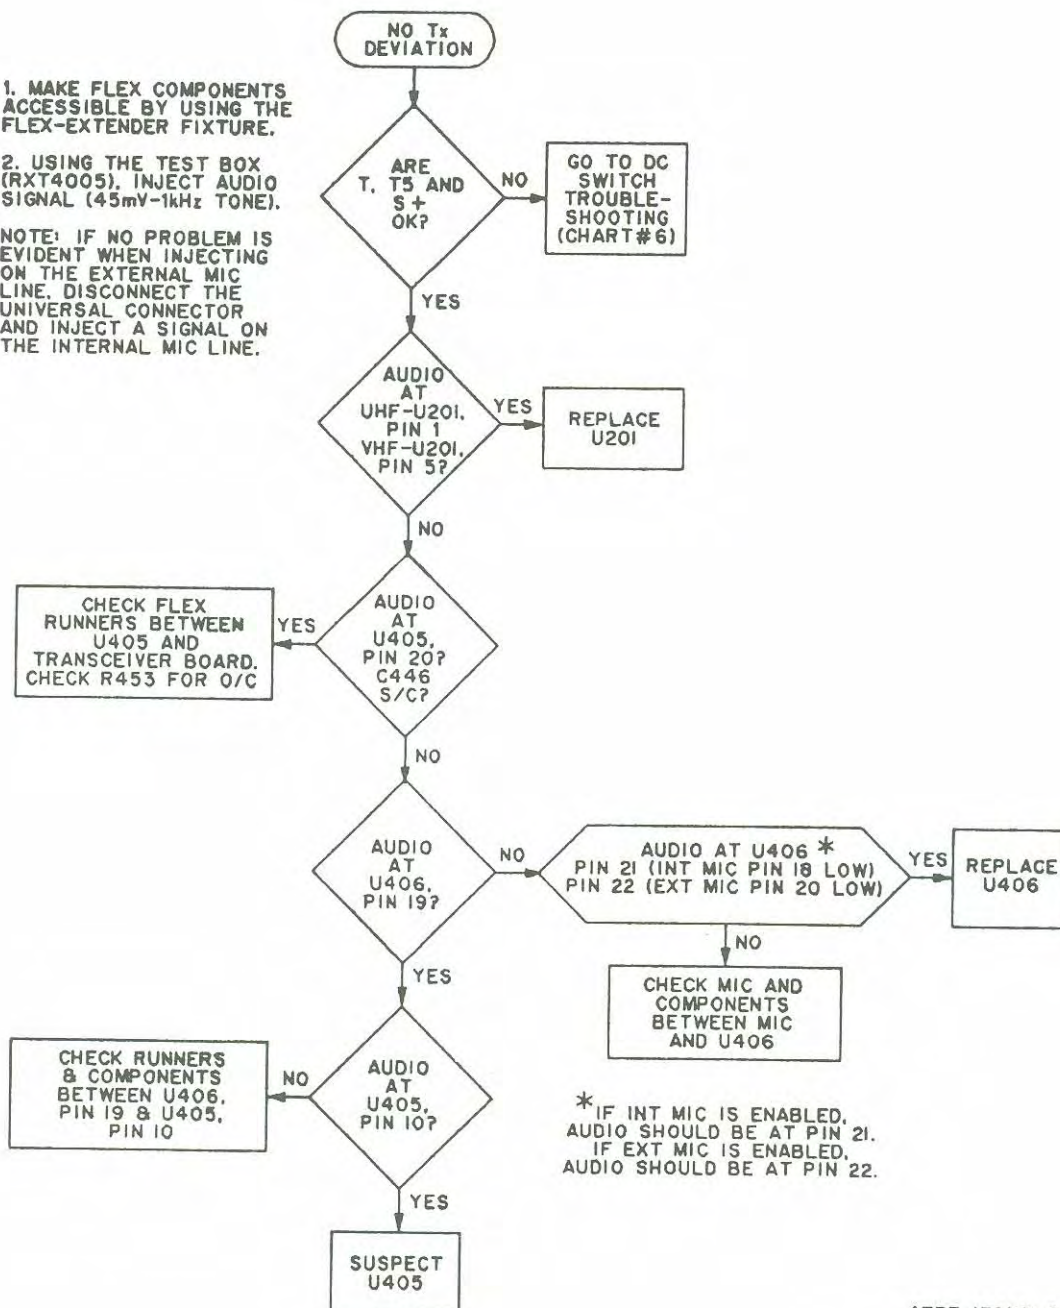 NO Tx
DEVIATION
1. MAKE FLEX COMPONENTS
ACCESSIBLE BY USING THE
FLEX-EXTENDER FIXTURE.
2. USING THE TEST BOX
(RXT4005), INJECT AUDIO
SIGNAL (45mV-1kHz TONE).
NOTE: IF NO PROBLEM IS
EVIDENT WHEN INJECTING
ON THE EXTERNAL MIC
LINE, DISCONNECT THE
UNIVERSAL CONNECTOR
AND INJECT A SIGNAL ON
THE INTERNAL MIC LINE.
ARE
T, T5 AND
S+
OK?
NO
GO TO DC
SWITCH
TROUBLE-
SHOOTING
(CHART#6)
YES
AUDIO
AT
UHF-U201,
PIN 1
VHF-U201,
PIN 5?
YES
REPLACE
U201
NO
AUDIO
AT
U405,
PIN 20?
C446
S/C?
YES
CHECK FLEX
RUNNERS BETWEEN
U405 AND
TRANSCEIVER BOARD.
CHECK R453 FOR O/C
NO
AUDIO
AT
U406,
PIN 19?
NO
AUDIO AT U406 *
PIN 21 (INT MIC PIN 18 LOW)
PIN 22 (EXT MIC PIN 20 LOW)
YES
REPLACE
U406
NO
CHECK MIC AND
COMPONENTS
BETWEEN MIC
AND U406
YES
AUDIO
AT
U405,
PIN 10?
NO
CHECK RUNNERS
& COMPONENTS
BETWEEN U406,
PIN 19 & U405,
PIN 10
*IF INT MIC IS ENABLED,
AUDIO SHOULD BE AT PIN 21.
IF EXT MIC IS ENABLED,
AUDIO SHOULD BE AT PIN 22.
YES
SUSPECT
U405